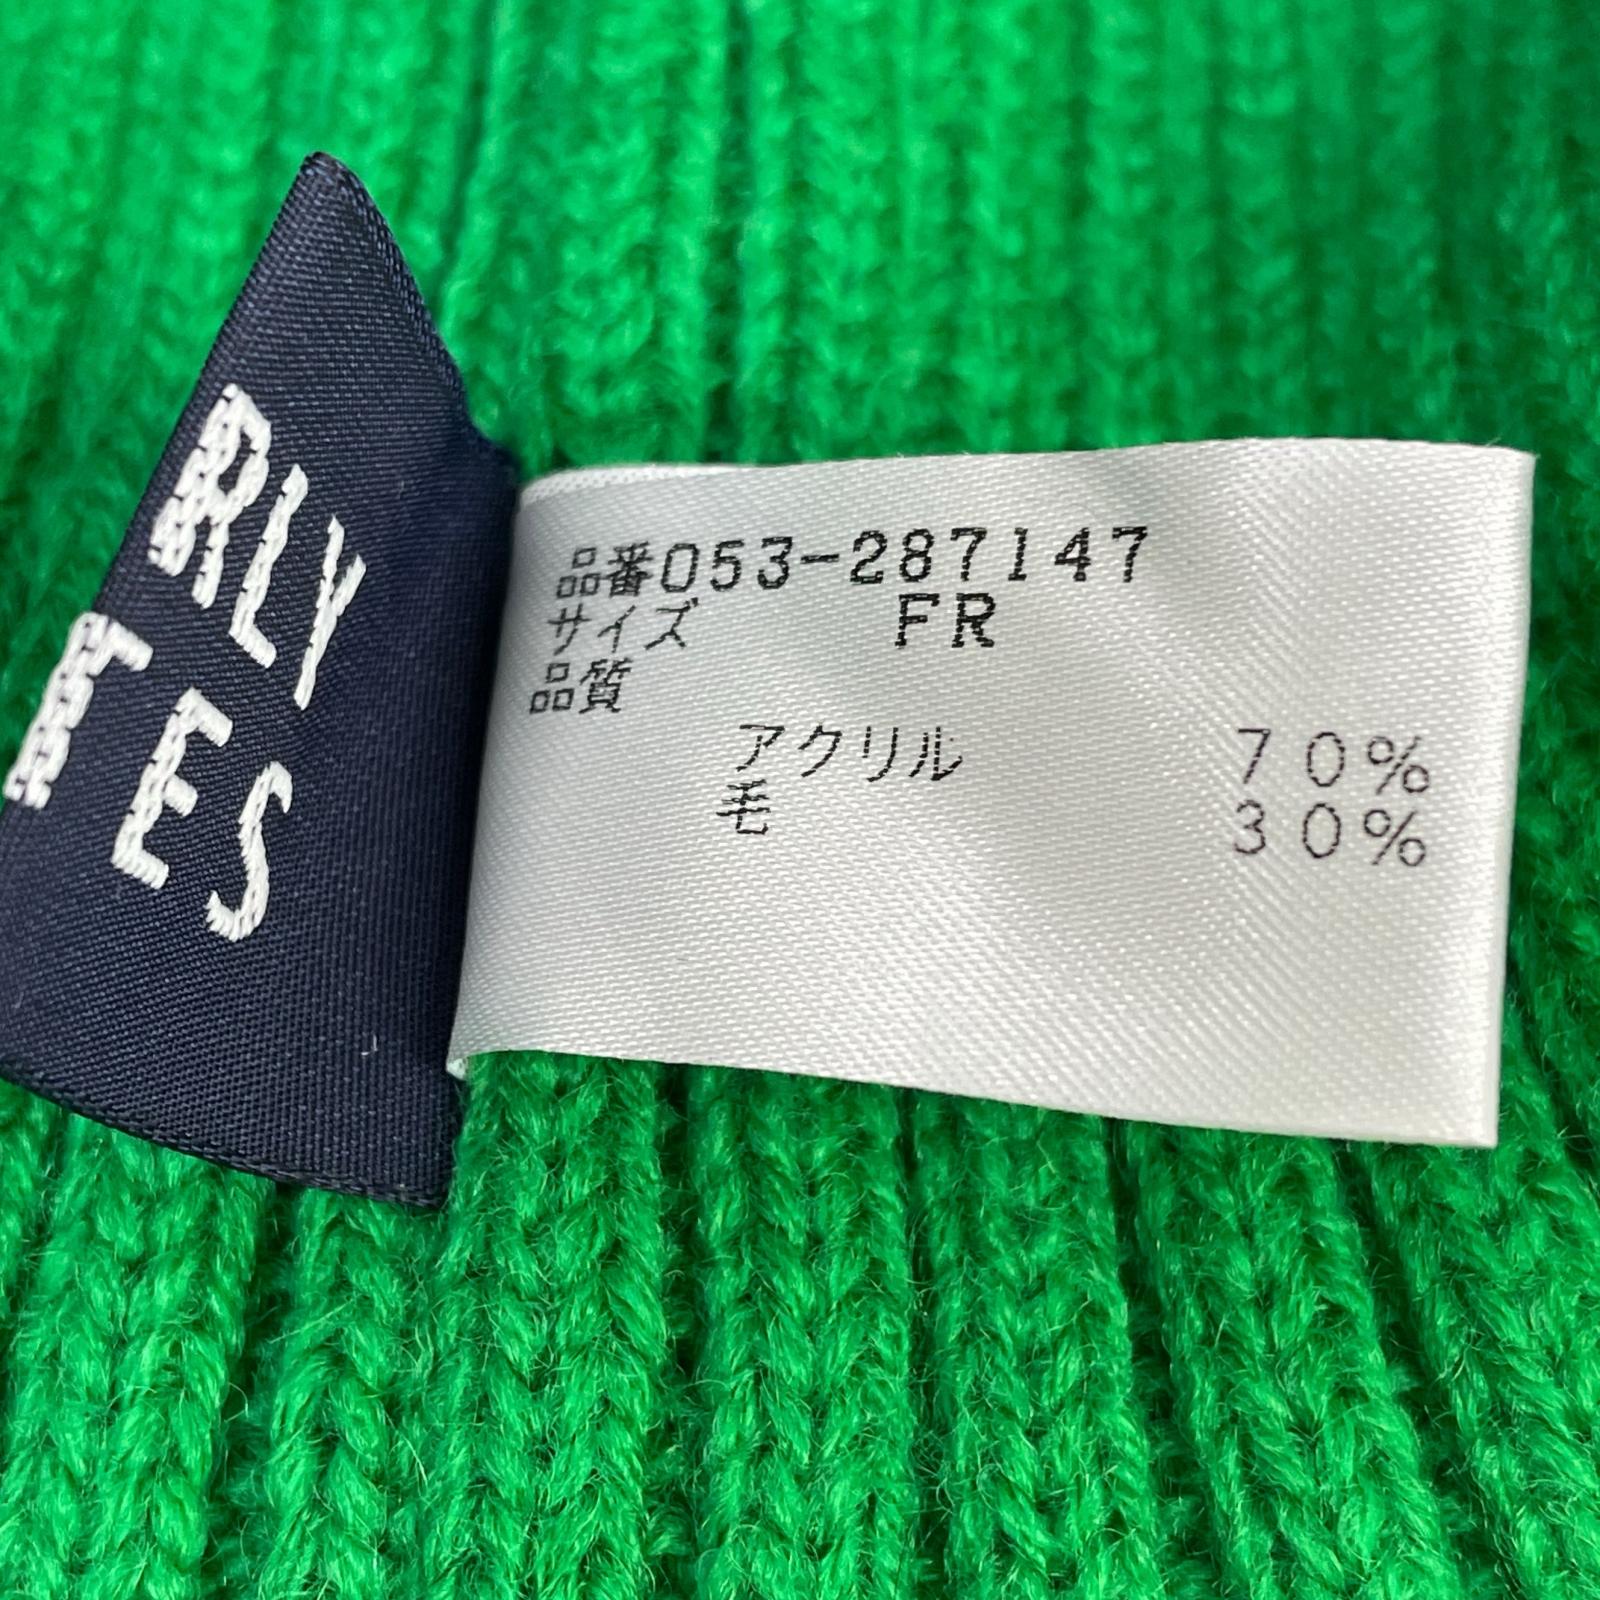 RLY
TES
品番053-287147
サイズ FR
品質
アクリル 70%
毛 30%